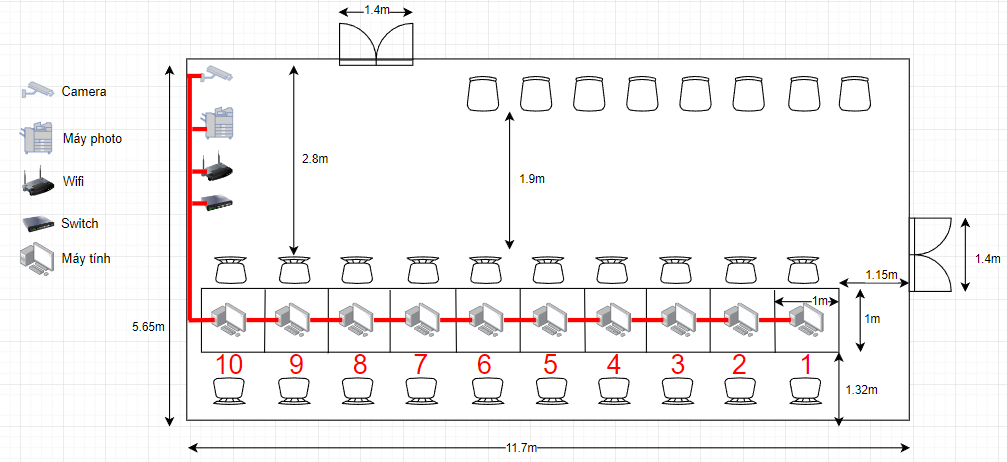 1.4m
Camera
Máy photo
Wifi
Switch
Máy tính
2.8m
1.9m
1.4m
1.15m
1m
1m
5.65m
10 9 8 7 6 5 4 3 2 1
1.32m
11.7m